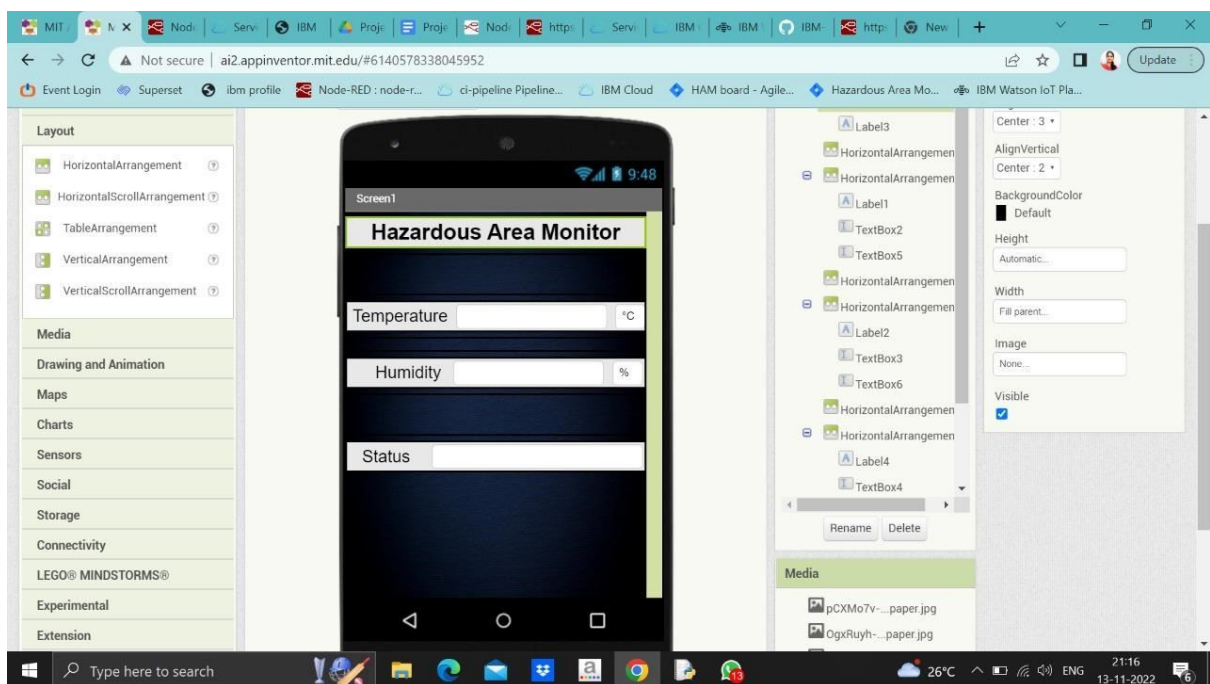 MIT
Node
Servi
IBM
Proje
Proje
Node
https
Servi
IBM
IBM
IBM-
https
New
Not secure | ai2.appinventor.mit.edu/#6140578338045952
Update
Event Login
Superset
ibm profile
Node-RED : node-r...
ci-pipeline Pipeline...
IBM Cloud
HAM board - Agile...
Hazardous Area Mo...
IBM Watson IoT Pla...
Layout
HorizontalArrangement
HorizontalScrollArrangement
TableArrangement
VerticalArrangement
VerticalScrollArrangement
Media
Drawing and Animation
Maps
Charts
Sensors
Social
Storage
Connectivity
LEGO® MINDSTORMS®
Experimental
Extension
9:48
Screen1
Hazardous Area Monitor
Temperature °C
Humidity %
Status
Label3
HorizontalArrangemen
HorizontalArrangemen
Label1
TextBox2
TextBox5
HorizontalArrangemen
HorizontalArrangemen
Label2
TextBox3
TextBox6
HorizontalArrangemen
HorizontalArrangemen
Label4
TextBox4
Rename Delete
Media
pCXMo7v-...paper.jpg
OgxRuyh-...paper.jpg
Center : 3
AlignVertical
Center : 2
BackgroundColor
Default
Height
Automatic...
Width
Fill parent...
Image
None...
Visible
Type here to search
26°C
ENG
21:16
13-11-2022
6